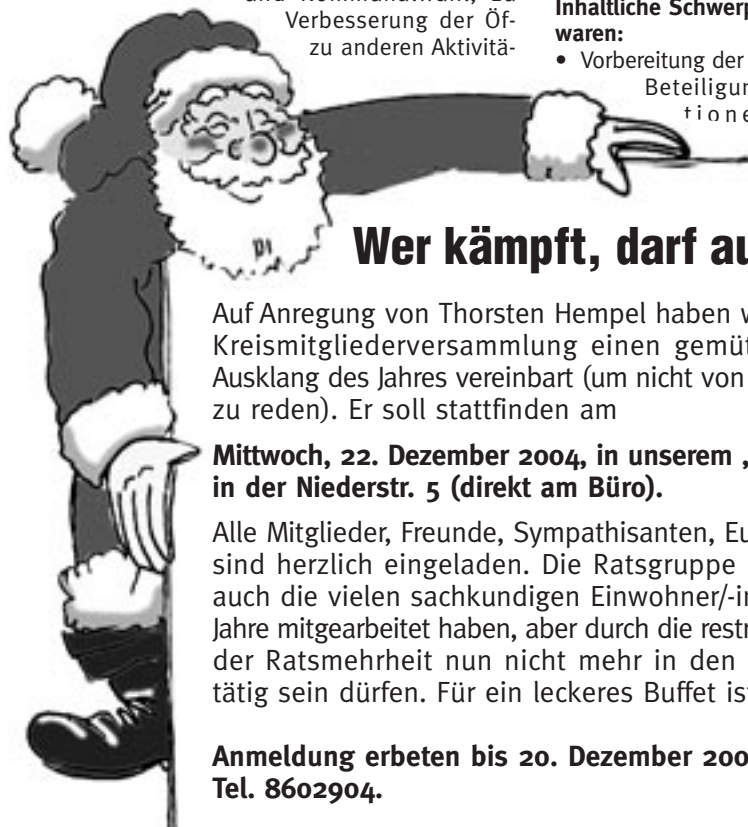 und Kommunalwurm, zu
Verbesserung der Öf-
zu anderen Aktivitä-
Inhaltliche Schwerp
waren:
• Vorbereitung der
Beteiligun
tione
Wer kämpft, darf au
Auf Anregung von Thorsten Hempel haben w
Kreismitgliederversammlung einen gemüt
Ausklang des Jahres vereinbart (um nicht von
zu reden). Er soll stattfinden am
Mittwoch, 22. Dezember 2004, in unserem „
in der Niederstr. 5 (direkt am Büro).
Alle Mitglieder, Freunde, Sympathisanten, Eu
sind herzlich eingeladen. Die Ratsgruppe
auch die vielen sachkundigen Einwohner/-in
Jahre mitgearbeitet haben, aber durch die restr
der Ratsmehrheit nun nicht mehr in den
tätig sein dürfen. Für ein leckeres Buffet ist
Anmeldung erbeten bis 20. Dezember 200
Tel. 8602904.